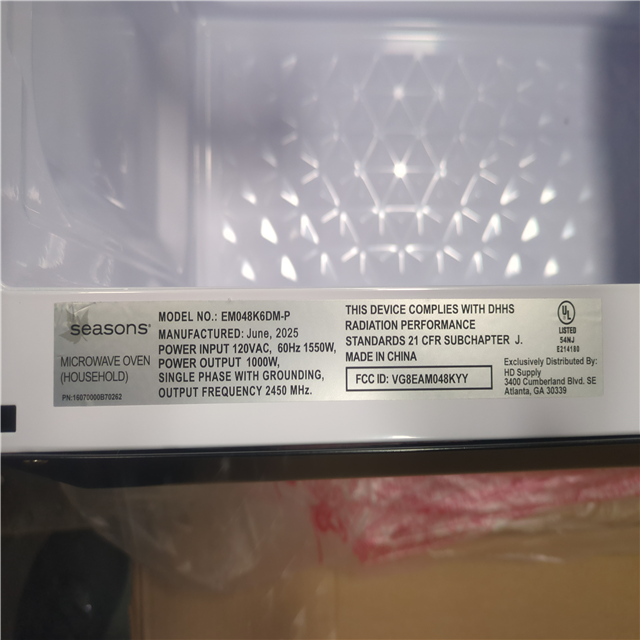 seasons®
MICROWAVE OVEN
(HOUSEHOLD)
PN:16070000B70262
MODEL NO.: EM048K6DM-P
MANUFACTURED: June, 2025
POWER INPUT 120VAC, 60Hz 1550W,
POWER OUTPUT 1000W,
SINGLE PHASE WITH GROUNDING,
OUTPUT FREQUENCY 2450 MHz.
THIS DEVICE COMPLIES WITH DHHS
RADIATION PERFORMANCE
STANDARDS 21 CFR SUBCHAPTER J.
MADE IN CHINA
FCC ID: VG8EAM048KYY
UL
LISTED
54NJ
E214188
Exclusively Distributed By:
HD Supply
3400 Cumberland Blvd. SE
Atlanta, GA 30339